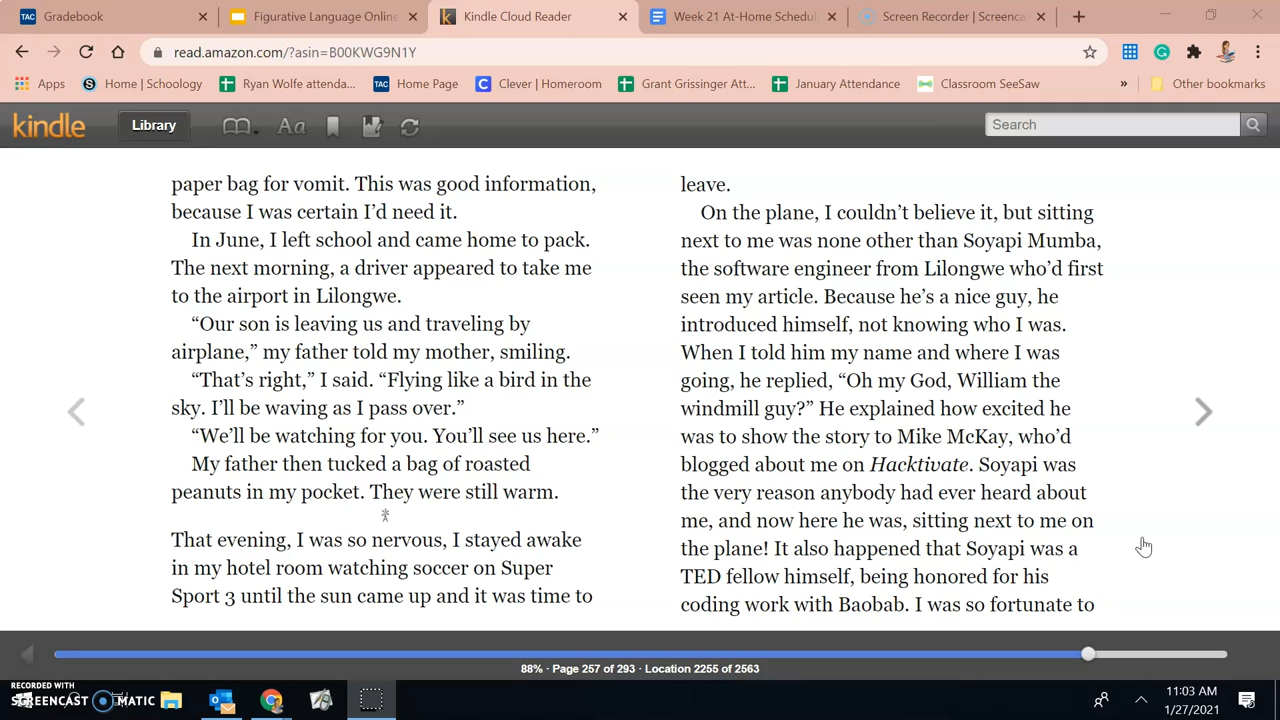 Gradebook
Figurative Language Online
Kindle Cloud Reader
Week 21 At-Home Schedul
Screen Recorder | Screenca
read.amazon.com/?asin=B00KWG9N1Y
Apps
Home | Schoology
Ryan Wolfe attenda...
Home Page
Clever | Homeroom
Grant Grissinger Att...
January Attendance
Classroom SeeSaw
Other bookmarks
kindle
Library
Aa
Search
paper bag for vomit. This was good information,
because I was certain I’d need it.
In June, I left school and came home to pack.
The next morning, a driver appeared to take me
to the airport in Lilongwe.
“Our son is leaving us and traveling by
airplane,” my father told my mother, smiling.
“That’s right,” I said. “Flying like a bird in the
sky. I’ll be waving as I pass over.”
“We’ll be watching for you. You’ll see us here.”
My father then tucked a bag of roasted
peanuts in my pocket. They were still warm.
That evening, I was so nervous, I stayed awake
in my hotel room watching soccer on Super
Sport 3 until the sun came up and it was time to
leave.
On the plane, I couldn’t believe it, but sitting
next to me was none other than Soyapi Mumba,
the software engineer from Lilongwe who’d first
seen my article. Because he’s a nice guy, he
introduced himself, not knowing who I was.
When I told him my name and where I was
going, he replied, “Oh my God, William the
windmill guy?” He explained how excited he
was to show the story to Mike McKay, who’d
blogged about me on Hacktivate. Soyapi was
the very reason anybody had ever heard about
me, and now here he was, sitting next to me on
the plane! It also happened that Soyapi was a
TED fellow himself, being honored for his
coding work with Baobab. I was so fortunate to
88% · Page 257 of 293 · Location 2255 of 2563
RECORDED WITH
SCREENCAST MATIC
11:03 AM
1/27/2021